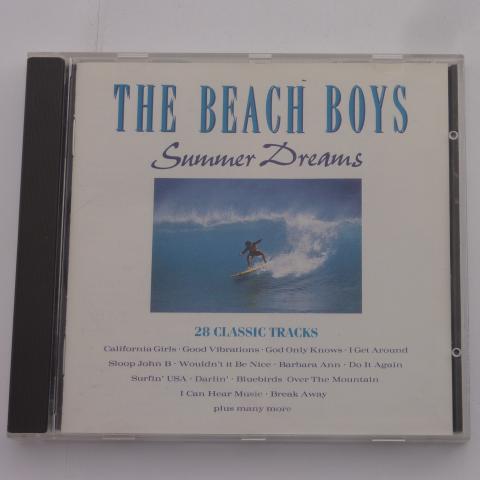 THE BEACH BOYS
Summer Dreams
28 CLASSIC TRACKS
California Girls · Good Vibrations · God Only Knows · I Get Around
Sloop John B · Wouldn't it Be Nice · Barbara Ann · Do It Again
Surfin' USA · Darlin' · Bluebirds Over The Mountain
I Can Hear Music · Break Away
plus many more